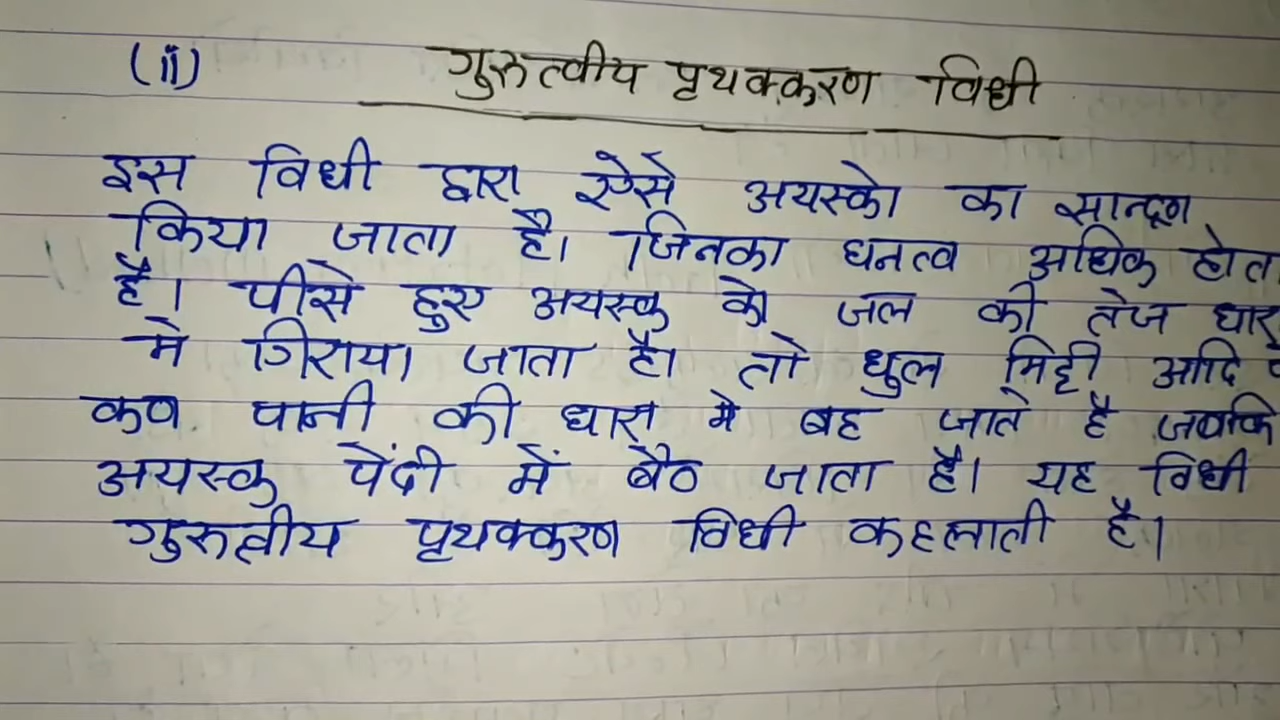 (ii) गुरुत्वीय पृथक्करण विधी
इस विधी द्वारा ऐसे अयस्को का सान्द्रण
किया जाता है। जिनका धनत्व अधिक होता
है। पीसे हुए अयस्क को जल की तेज धारा
मे गिराया जाता है। तो धुल मिट्टी आदि
कण पानी की धारा मे बह जाते है जबकि
अयस्क पेंदी में बैठ जाता है। यह विधी
गुरुत्वीय पृथक्करण विधी कहलाती है।